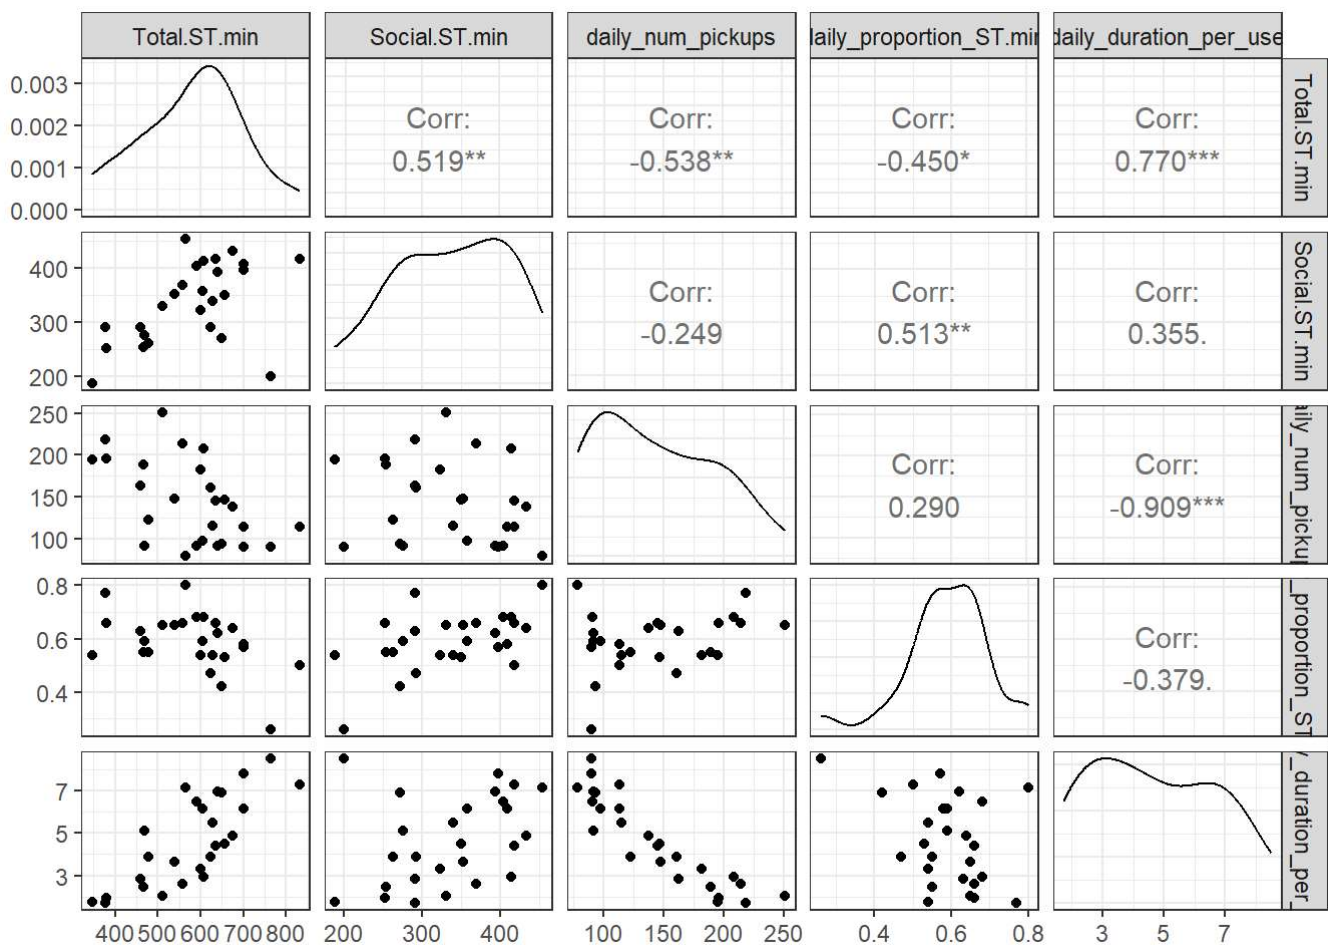 Total.ST.min Social.ST.min daily_num_pickups daily_proportion_ST.min daily_duration_per_use
0.003
0.002
0.001
0.000
Corr:
0.519**
Corr:
-0.538**
Corr:
-0.450*
Corr:
0.770***
Total.ST.min
400
300
200
Corr:
-0.249
Corr:
0.513**
Corr:
0.355.
Social.ST.min
250
200
150
100
Corr:
0.290
Corr:
-0.909***
aily_num_pickup
0.8
0.6
0.4
Corr:
-0.379.
_proportion_ST
7
5
3
_duration_per
400 500 600 700 800 200 300 400 100 150 200 250 0.4 0.6 0.8 3 5 7